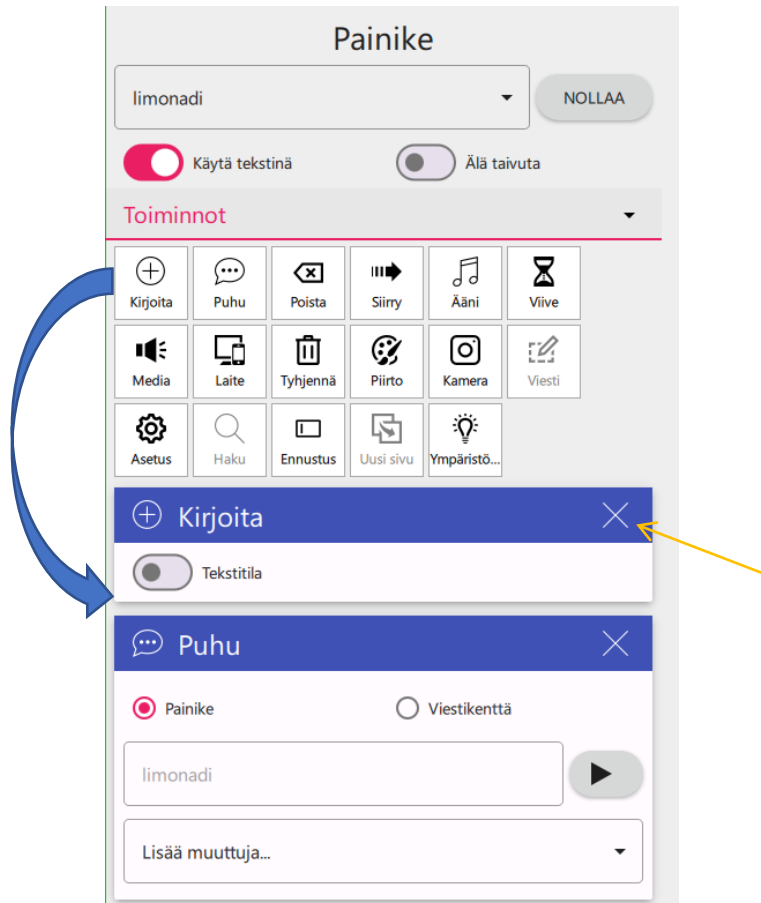 Painike
limonadi
NOLLAA
Käytä tekstinä
Älä taivuta
Toiminnot
Kirjoita Puhu Poista Siirry Ääni Viive
Media Laite Tyhjennä Piirto Kamera Viesti
Asetus Haku Ennustus Uusi sivu Ympäristö...
Kirjoita
Tekstitila
Puhu
Painike
Viestikenttä
limonadi
Lisää muuttuja...